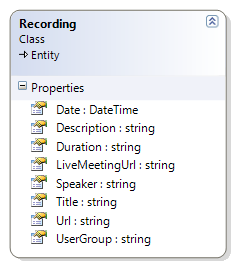 Recording
Class
Entity
Properties
Date : DateTime
Description : string
Duration : string
LiveMeetingUrl : string
Speaker : string
Title : string
Url : string
UserGroup : string